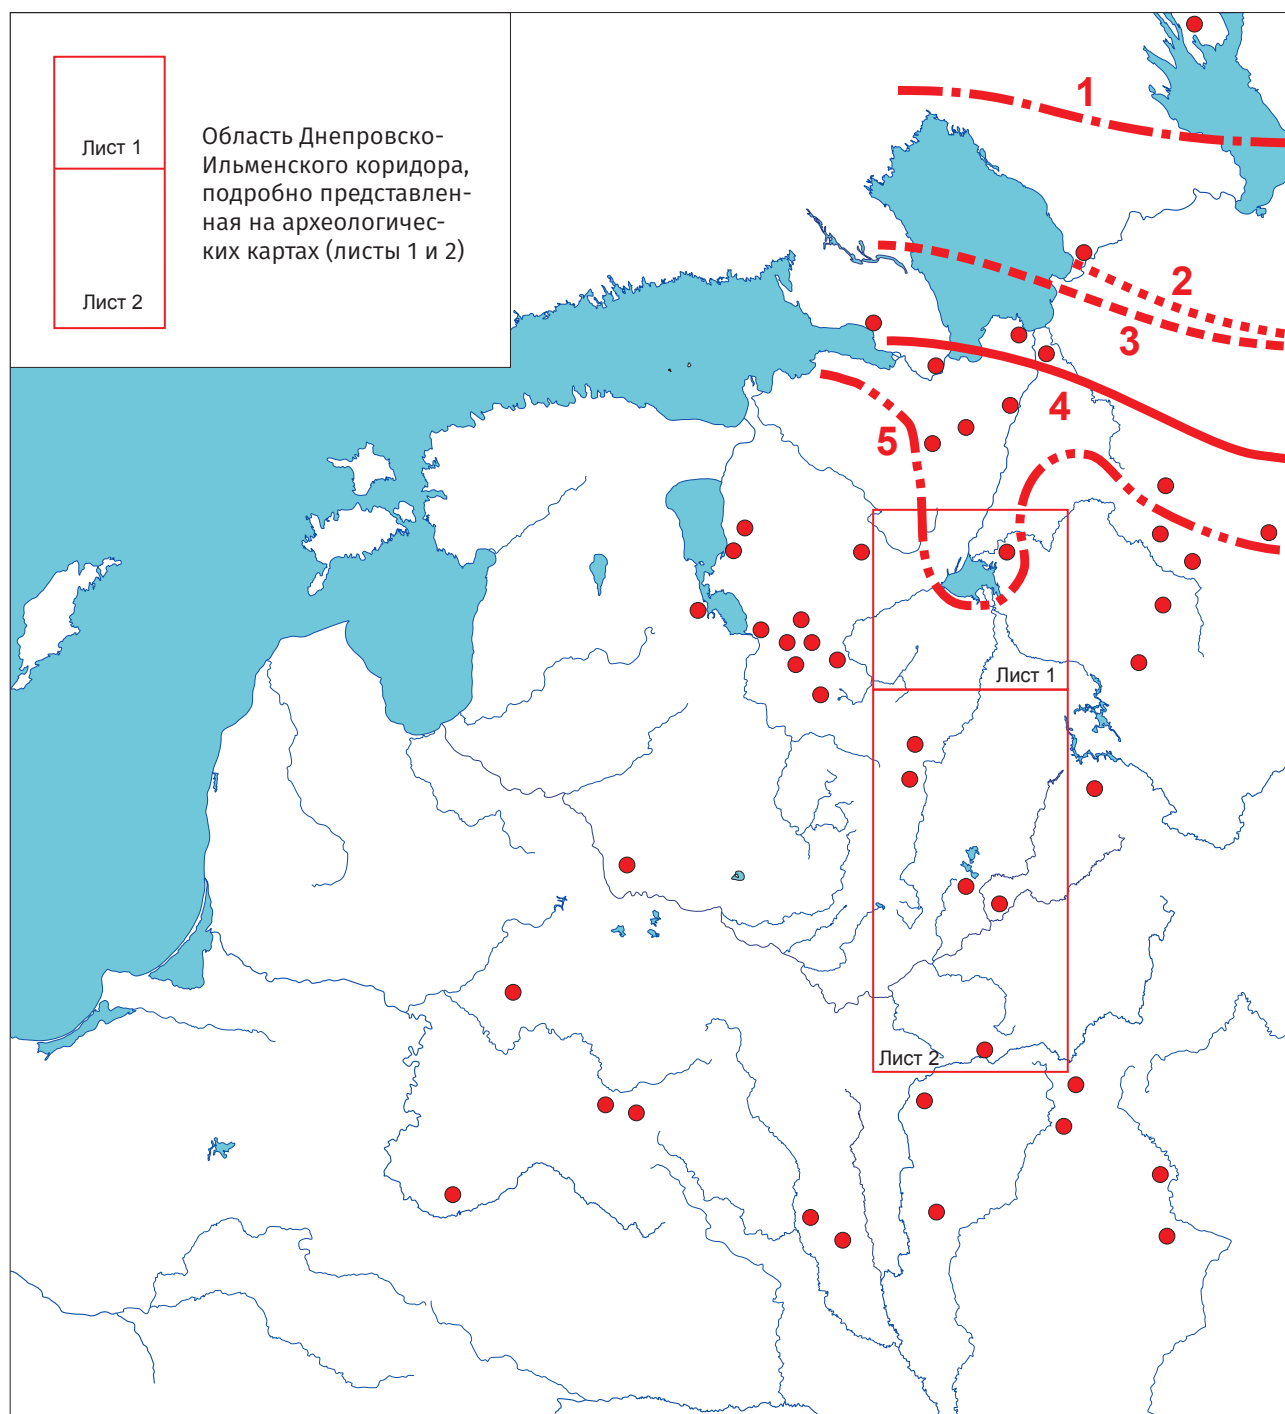 Лист 1
Лист 2
Область Днепровско-
Ильменского коридора,
подробно представлен-
ная на археологичес-
ких картах (листы 1 и 2)
1
2
3
4
5
Лист 1
Лист 2